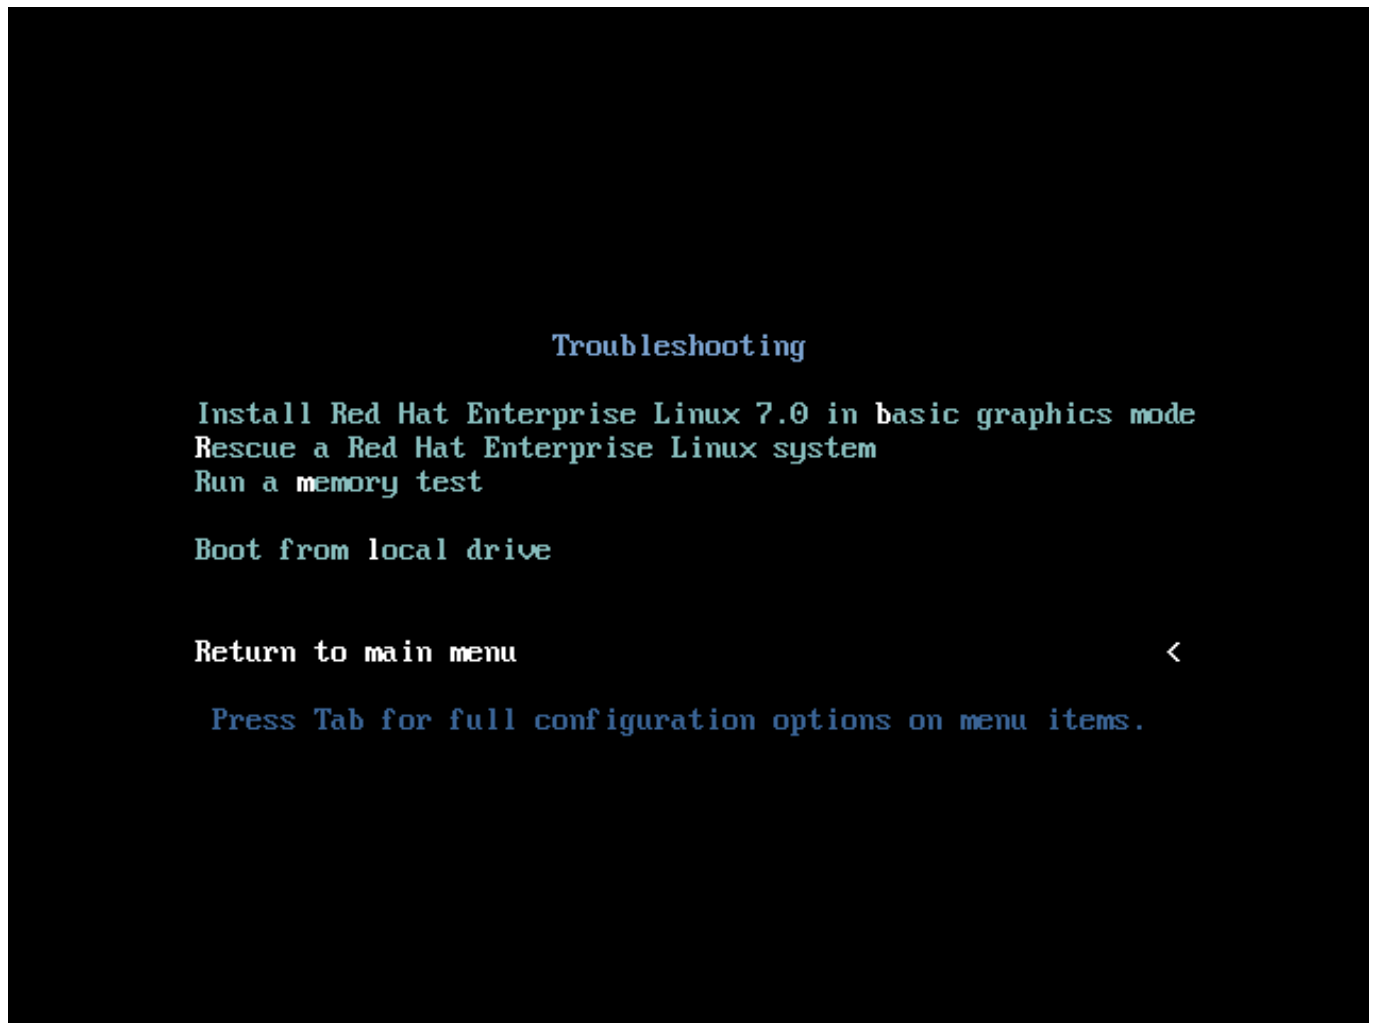 Troubleshooting
Install Red Hat Enterprise Linux 7.0 in basic graphics mode
Rescue a Red Hat Enterprise Linux system
Run a memory test
Boot from local drive
Return to main menu <
Press Tab for full configuration options on menu items.